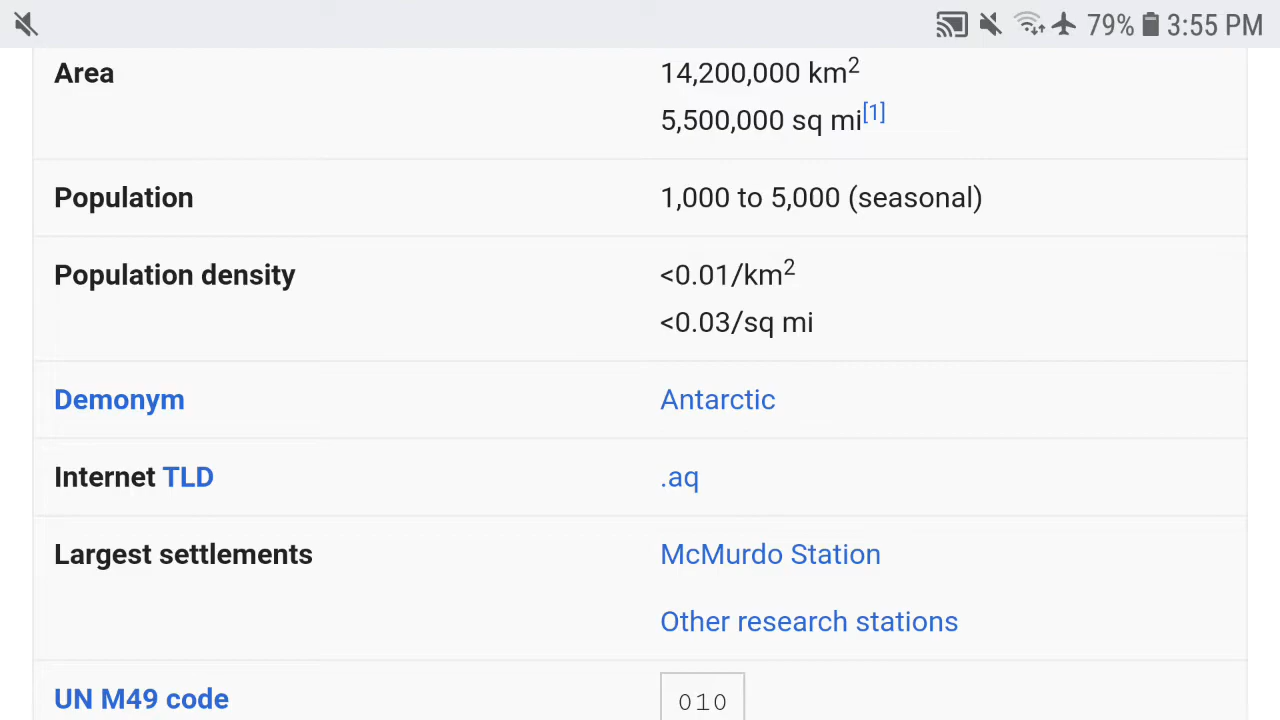 79% 3:55 PM
Area 14,200,000 km²
5,500,000 sq mi[1]
Population 1,000 to 5,000 (seasonal)
Population density <0.01/km²
<0.03/sq mi
Demonym Antarctic
Internet TLD .aq
Largest settlements McMurdo Station
Other research stations
UN M49 code 010